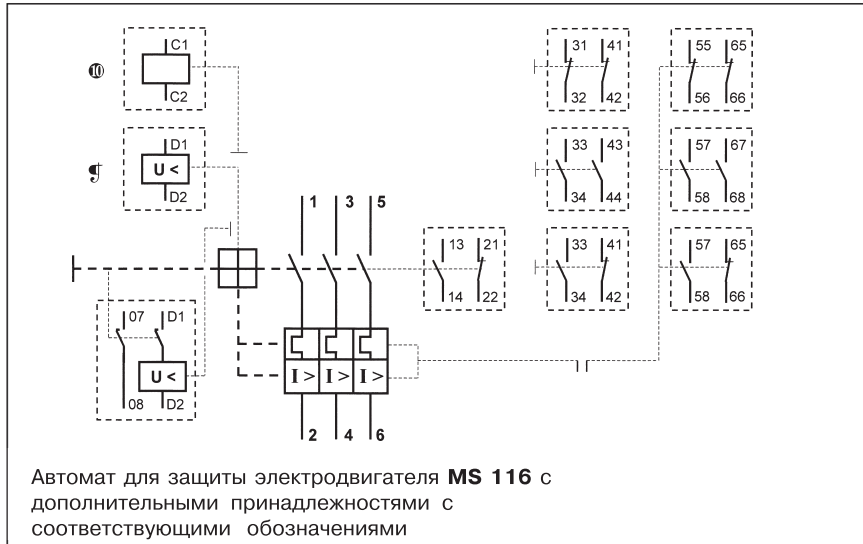 C1
31 41
55 65
⓾
C2
32 42
56 66
D1
33 43
57 67
U <
D2
34 44
58 68
1 3 5
13 21
33 41
57 65
14 22
34 42
58 66
07 D1
U <
I > I > I >
08 D2
2 4 6
Автомат для защиты электродвигателя MS 116 с
дополнительными принадлежностями с
соответствующими обозначениями